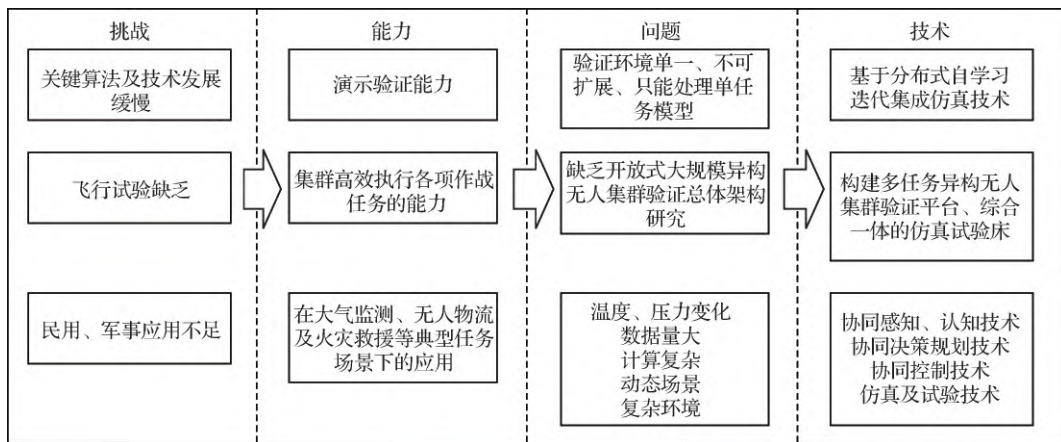 挑战
关键算法及技术发展
缓慢
飞行试验缺乏
民用、军事应用不足
能力
演示验证能力
集群高效执行各项作战
任务的能力
在大气监测、无人物流
及火灾救援等典型任务
场景下的应用
问题
验证环境单一、不可
扩展、只能处理单任
务模型
缺乏开放式大规模异构
无人集群验证总体架构
研究
温度、压力变化
数据量大
计算复杂
动态场景
复杂环境
技术
基于分布式自学习
迭代集成仿真技术
构建多任务异构无人
集群验证平台、综合
一体的仿真试验床
协同感知、认知技术
协同决策规划技术
协同控制技术
仿真及试验技术